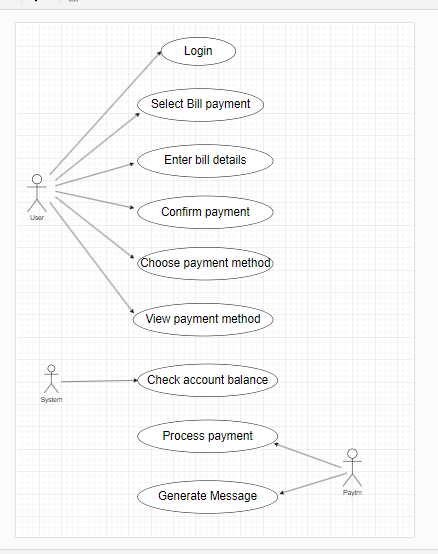 Login
Select Bill payment
Enter bill details
Confirm payment
User
Choose payment method
View payment method
Check account balance
System
Process payment
Generate Message
Paytm